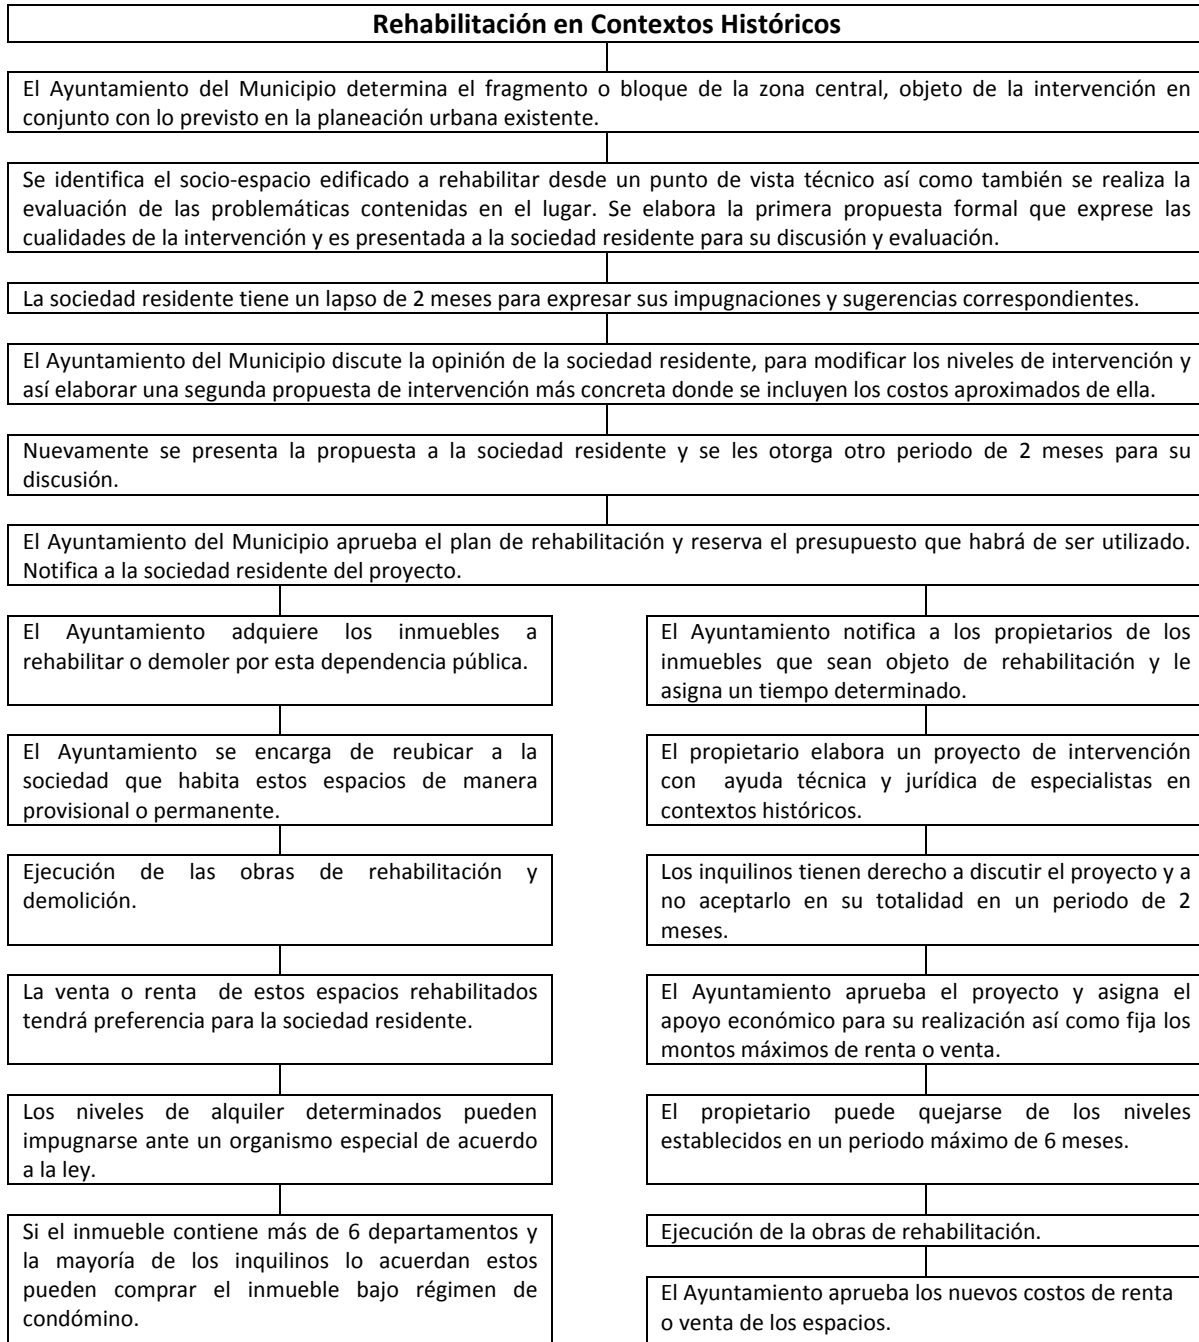 Rehabilitación en Contextos Históricos
El Ayuntamiento del Municipio determina el fragmento o bloque de la zona central, objeto de la intervención en
conjunto con lo previsto en la planeación urbana existente.
Se identifica el socio-espacio edificado a rehabilitar desde un punto de vista técnico así como también se realiza la
evaluación de las problemáticas contenidas en el lugar. Se elabora la primera propuesta formal que exprese las
cualidades de la intervención y es presentada a la sociedad residente para su discusión y evaluación.
La sociedad residente tiene un lapso de 2 meses para expresar sus impugnaciones y sugerencias correspondientes.
El Ayuntamiento del Municipio discute la opinión de la sociedad residente, para modificar los niveles de intervención y
así elaborar una segunda propuesta de intervención más concreta donde se incluyen los costos aproximados de ella.
Nuevamente se presenta la propuesta a la sociedad residente y se les otorga otro periodo de 2 meses para su
discusión.
El Ayuntamiento del Municipio aprueba el plan de rehabilitación y reserva el presupuesto que habrá de ser utilizado.
Notifica a la sociedad residente del proyecto.
El Ayuntamiento adquiere los inmuebles a
rehabilitar o demoler por esta dependencia pública.
El Ayuntamiento se encarga de reubicar a la
sociedad que habita estos espacios de manera
provisional o permanente.
Ejecución de las obras de rehabilitación y
demolición.
La venta o renta de estos espacios rehabilitados
tendrá preferencia para la sociedad residente.
Los niveles de alquiler determinados pueden
impugnarse ante un organismo especial de acuerdo
a la ley.
Si el inmueble contiene más de 6 departamentos y
la mayoría de los inquilinos lo acuerdan estos
pueden comprar el inmueble bajo régimen de
condómino.
El Ayuntamiento notifica a los propietarios de los
inmuebles que sean objeto de rehabilitación y le
asigna un tiempo determinado.
El propietario elabora un proyecto de intervención
con ayuda técnica y jurídica de especialistas en
contextos históricos.
Los inquilinos tienen derecho a discutir el proyecto y a
no aceptarlo en su totalidad en un periodo de 2
meses.
El Ayuntamiento aprueba el proyecto y asigna el
apoyo económico para su realización así como fija los
montos máximos de renta o venta.
El propietario puede quejarse de los niveles
establecidos en un periodo máximo de 6 meses.
Ejecución de la obras de rehabilitación.
El Ayuntamiento aprueba los nuevos costos de renta
o venta de los espacios.